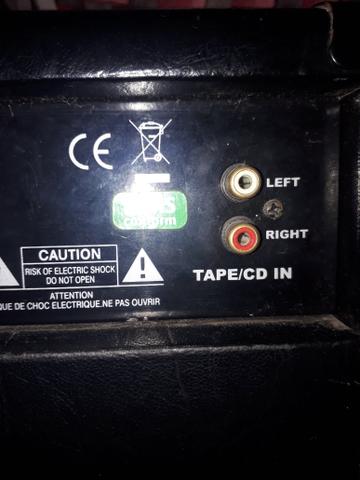 CE
LEFT
conform
RIGHT
CAUTION
RISK OF ELECTRIC SHOCK
DO NOT OPEN
TAPE/CD IN
ATTENTION
QUE DE CHOC ELECTRIQUE.NE PAS OUVRIR